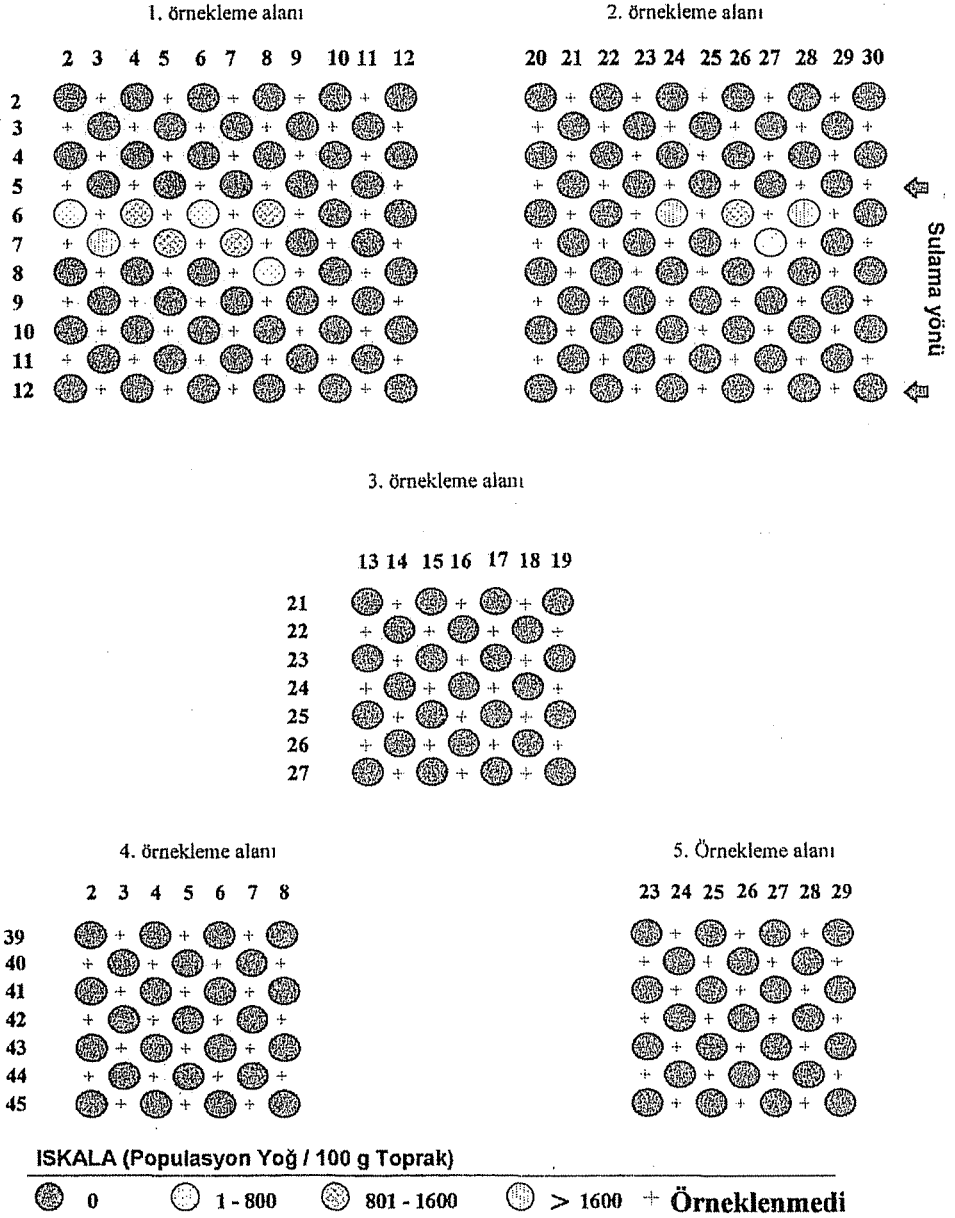 1. örnekleme alanı
2. örnekleme alanı
2 3 4 5 6 7 8 9 10 11 12
20 21 22 23 24 25 26 27 28 29 30
2
3
4
5
6
7
8
9
10
11
12
Sulama yönü
3. örnekleme alanı
13 14 15 16 17 18 19
21
22
23
24
25
26
27
4. örnekleme alanı
5. Örnekleme alanı
2 3 4 5 6 7 8
23 24 25 26 27 28 29
39
40
41
42
43
44
45
ISKALA (Populasyon Yoğ / 100 g Toprak)
0 1 - 800 801 - 1600 > 1600 + Örneklenmedi